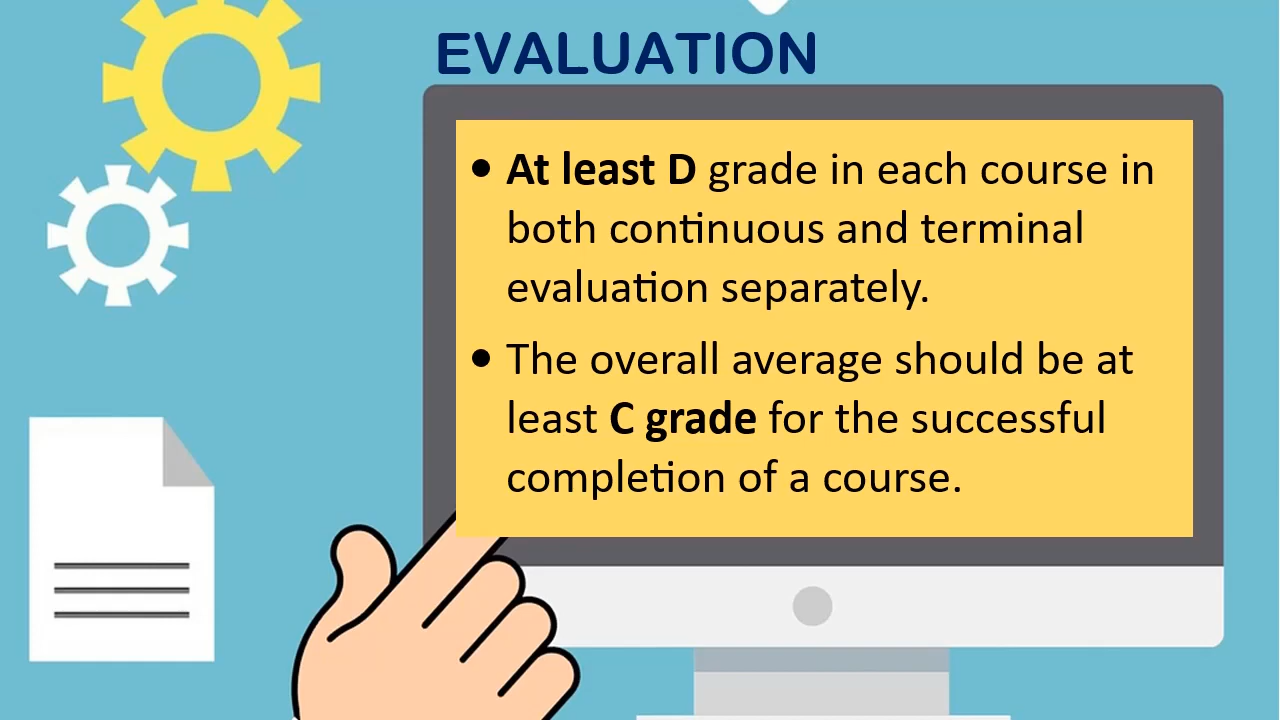 EVALUATION
• At least D grade in each course in
both continuous and terminal
evaluation separately.
• The overall average should be at
least C grade for the successful
completion of a course.